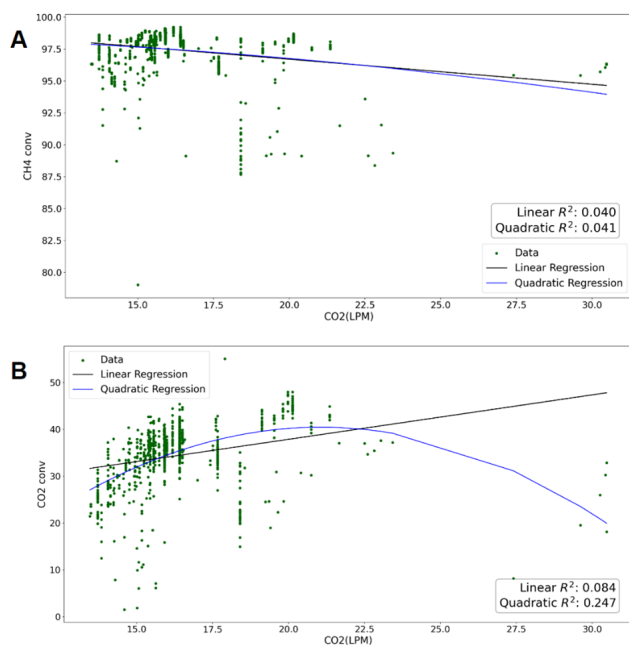 A
100.0
97.5
95.0
92.5
90.0
87.5
85.0
82.5
80.0
CH4 conv
Linear R²: 0.040
Quadratic R²: 0.041
Data
Linear Regression
Quadratic Regression
15.0 17.5 20.0 22.5 25.0 27.5 30.0
CO2(LPM)
B
Data
Linear Regression
Quadratic Regression
50
40
30
20
10
0
CO2 conv
Linear R²: 0.084
Quadratic R²: 0.247
15.0 17.5 20.0 22.5 25.0 27.5 30.0
CO2(LPM)